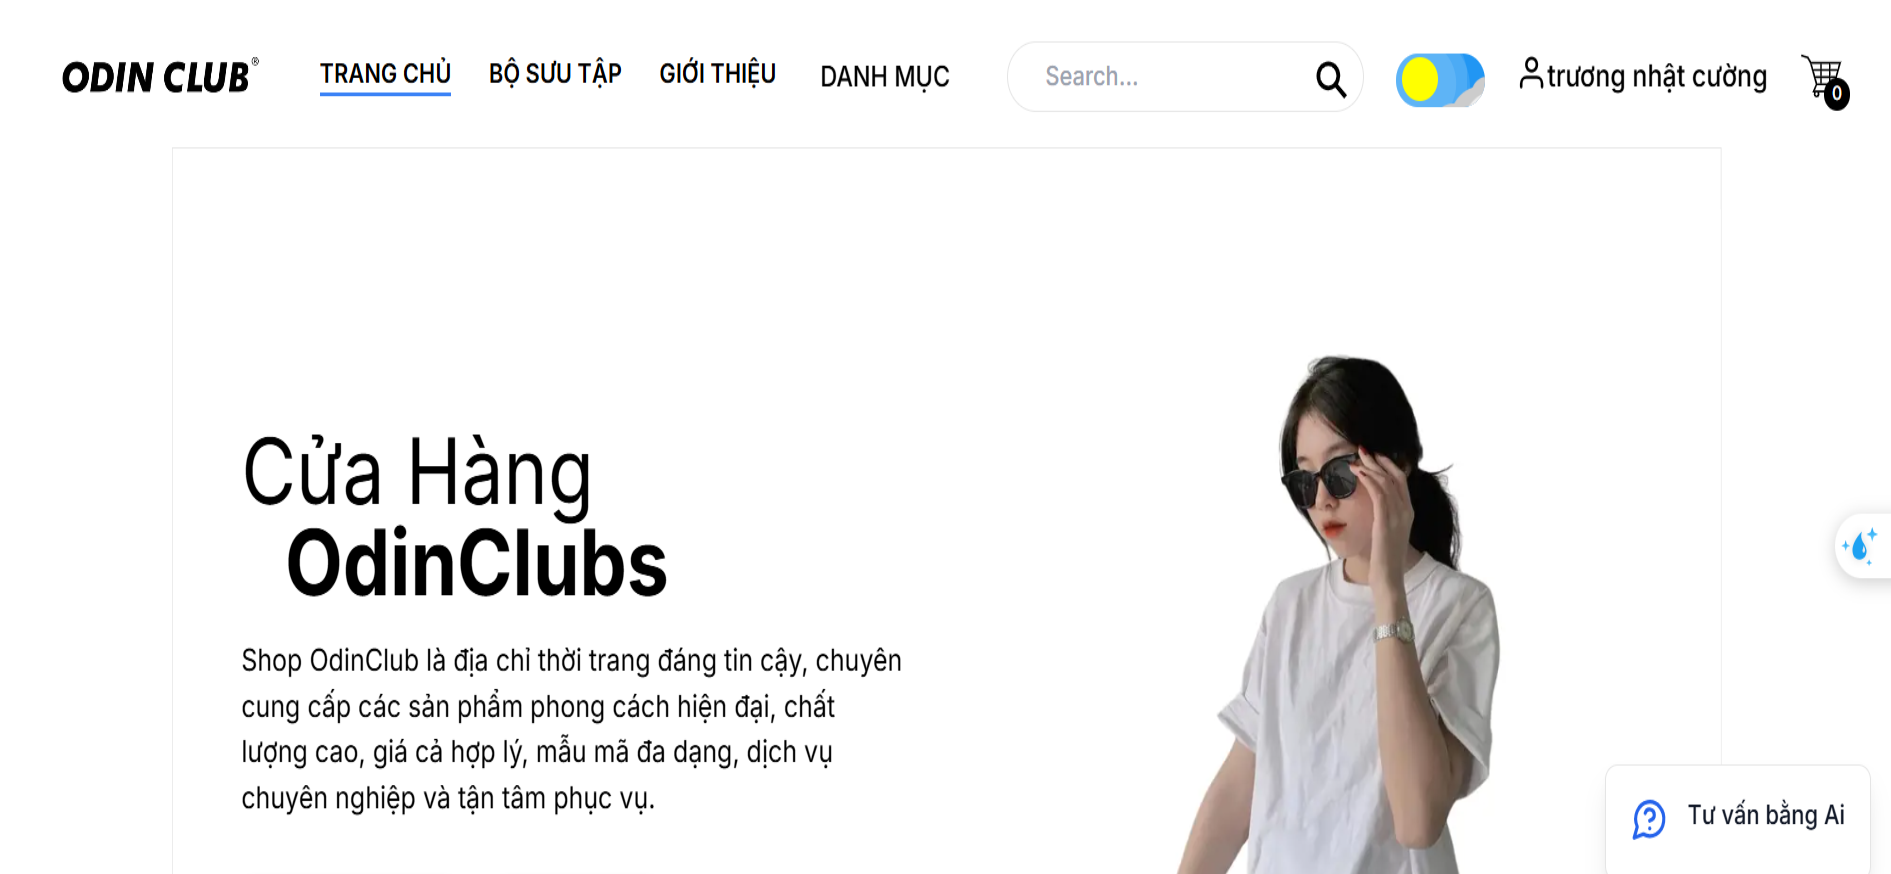 ODIN CLUB®
TRANG CHỦ
BỘ SƯU TẬP
GIỚI THIỆU
DANH MỤC
Search...
trương nhật cường
0
Cửa Hàng
OdinClubs
Shop OdinClub là địa chỉ thời trang đáng tin cậy, chuyên
cung cấp các sản phẩm phong cách hiện đại, chất
lượng cao, giá cả hợp lý, mẫu mã đa dạng, dịch vụ
chuyên nghiệp và tận tâm phục vụ.
Tư vấn bằng Ai